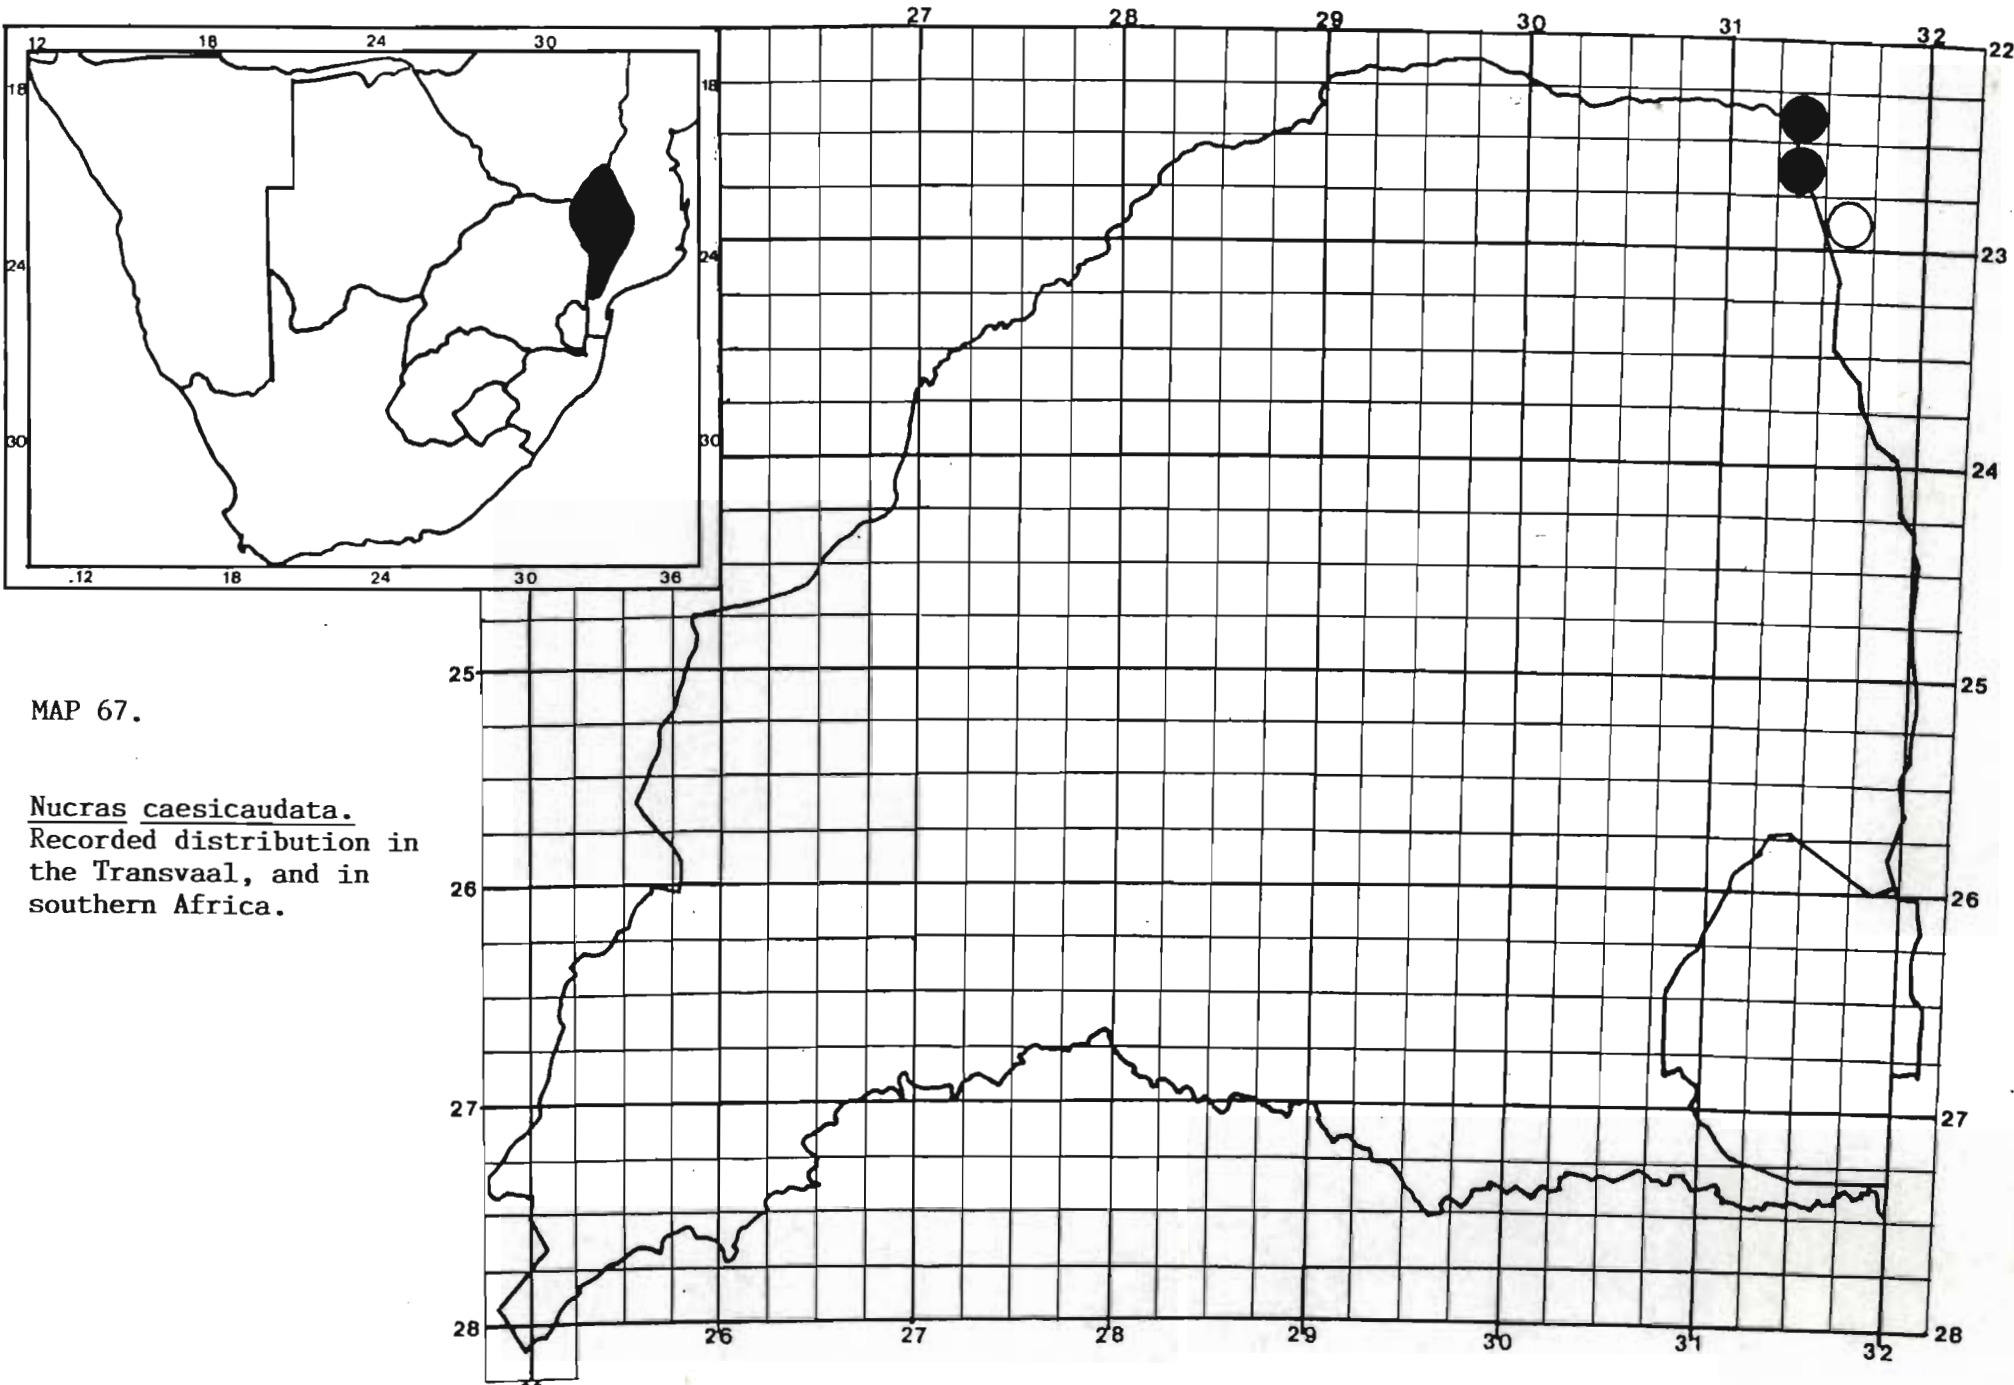 27 28 29 30 31 32 22
12 18 24 30
18 18
23
24 24
24
30 30
.12 18 24 30 36
25 25
MAP 67.
Nucras caesicaudata.
Recorded distribution in
the Transvaal, and in
southern Africa.
26 26
27 27
28 26 27 28 29 30 31 32 28